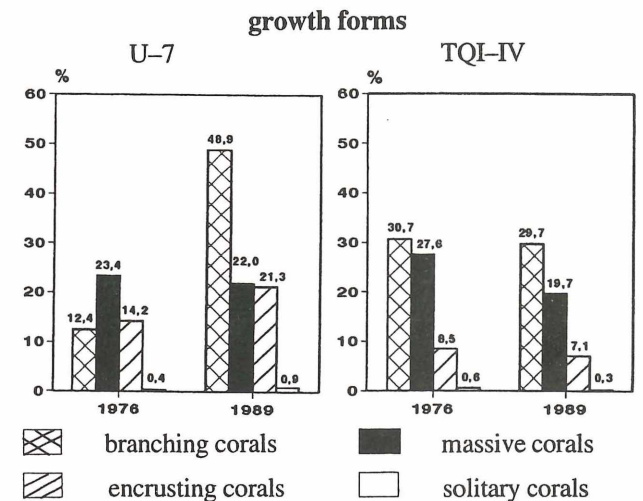 growth forms
U–7 TQI–IV
% %
60 60
48,9
50 50
40 40
30,7 29,7
30 27,6 30
23,4 22,0 21,3
20 19,7 20
12,4 14,2
10 8,5 7,1 10
0,4 0,9 0,6 0,3
0 0
1976 1989 1976 1989
branching corals massive corals
encrusting corals solitary corals